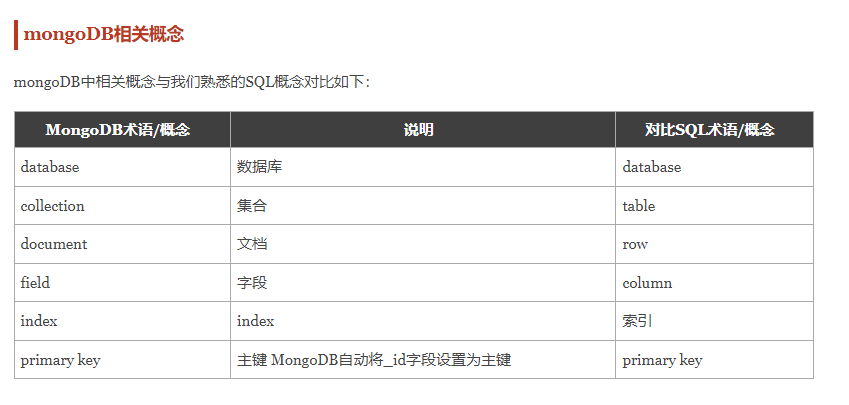 mongoDB相关概念
mongoDB中相关概念与我们熟悉的SQL概念对比如下：
MongoDB术语/概念 说明 对比SQL术语/概念
database 数据库 database
collection 集合 table
document 文档 row
field 字段 column
index index 索引
primary key 主键 MongoDB自动将_id字段设置为主键 primary key